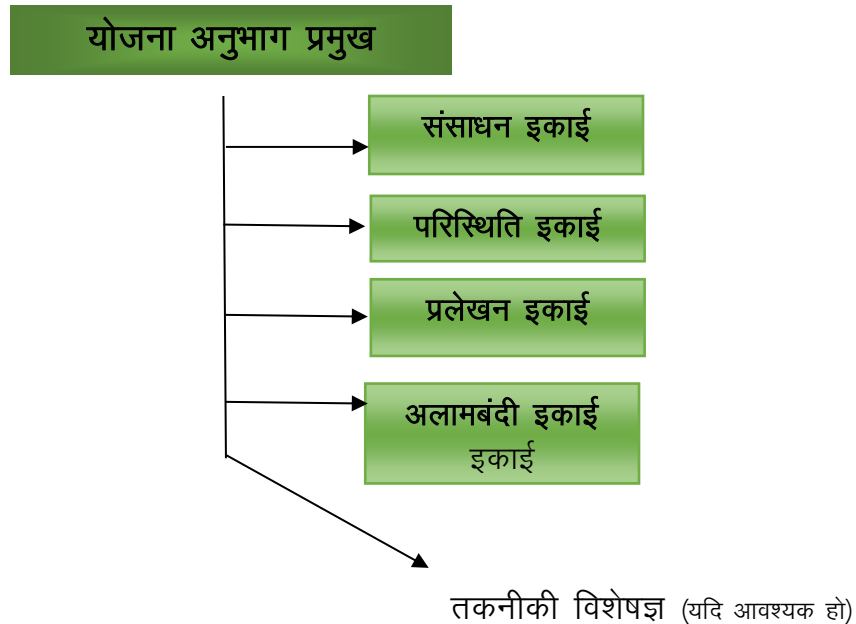 योजना अनुभाग प्रमुख
संसाधन इकाई
परिस्थिति इकाई
प्रलेखन इकाई
अलामबंदी इकाई
इकाई
तकनीकी विशेषज्ञ (यदि आवश्यक हो)